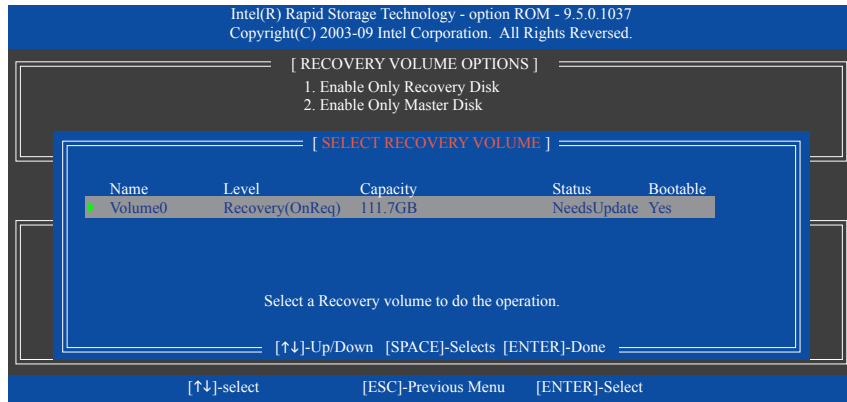 Intel(R) Rapid Storage Technology - option ROM - 9.5.0.1037
Copyright(C) 2003-09 Intel Corporation. All Rights Reversed.
[ RECOVERY VOLUME OPTIONS ]
1. Enable Only Recovery Disk
2. Enable Only Master Disk
[ SELECT RECOVERY VOLUME ]
Name Level Capacity Status Bootable
Volume0 Recovery(OnReq) 111.7GB NeedsUpdate Yes
Select a Recovery volume to do the operation.
[↑↓]-Up/Down [SPACE]-Selects [ENTER]-Done
[↑↓]-select [ESC]-Previous Menu [ENTER]-Select